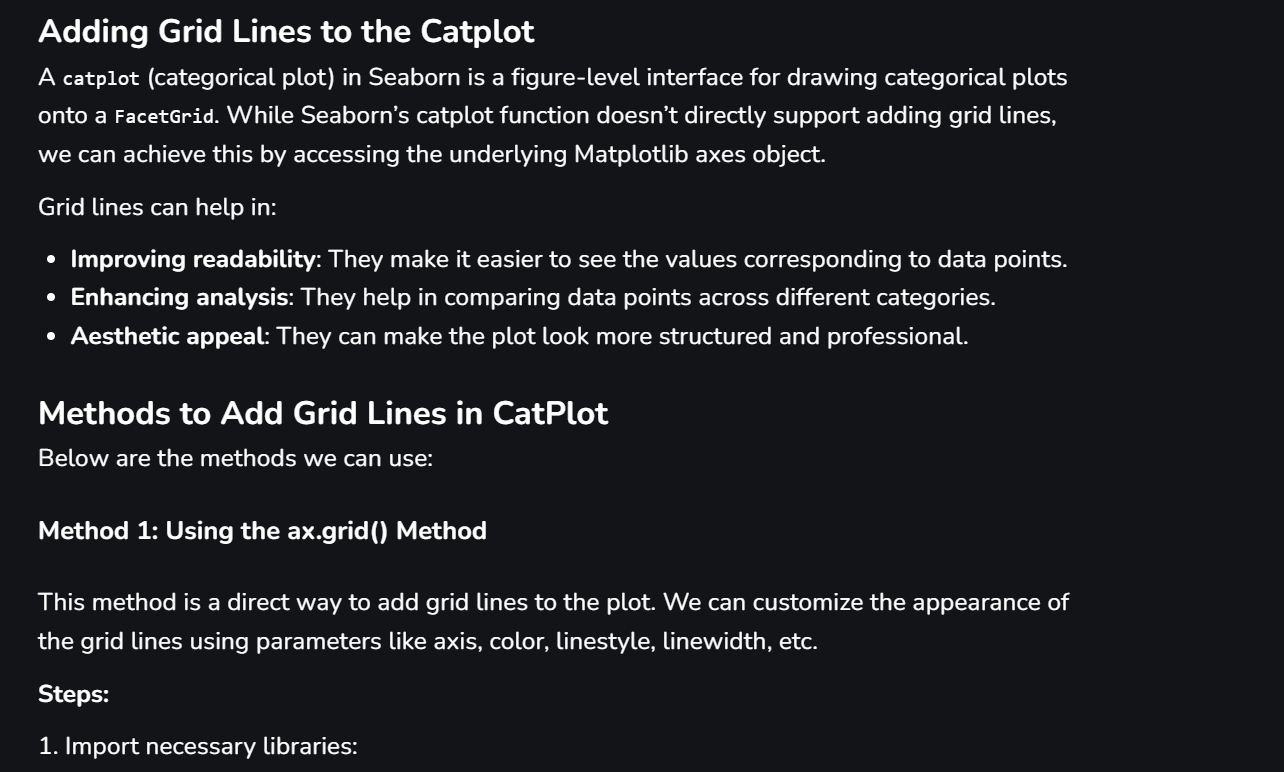 Adding Grid Lines to the Catplot
A catplot (categorical plot) in Seaborn is a figure-level interface for drawing categorical plots
onto a FacetGrid. While Seaborn’s catplot function doesn’t directly support adding grid lines,
we can achieve this by accessing the underlying Matplotlib axes object.
Grid lines can help in:
• Improving readability: They make it easier to see the values corresponding to data points.
• Enhancing analysis: They help in comparing data points across different categories.
• Aesthetic appeal: They can make the plot look more structured and professional.
Methods to Add Grid Lines in CatPlot
Below are the methods we can use:
Method 1: Using the ax.grid() Method
This method is a direct way to add grid lines to the plot. We can customize the appearance of
the grid lines using parameters like axis, color, linestyle, linewidth, etc.
Steps:
1. Import necessary libraries: